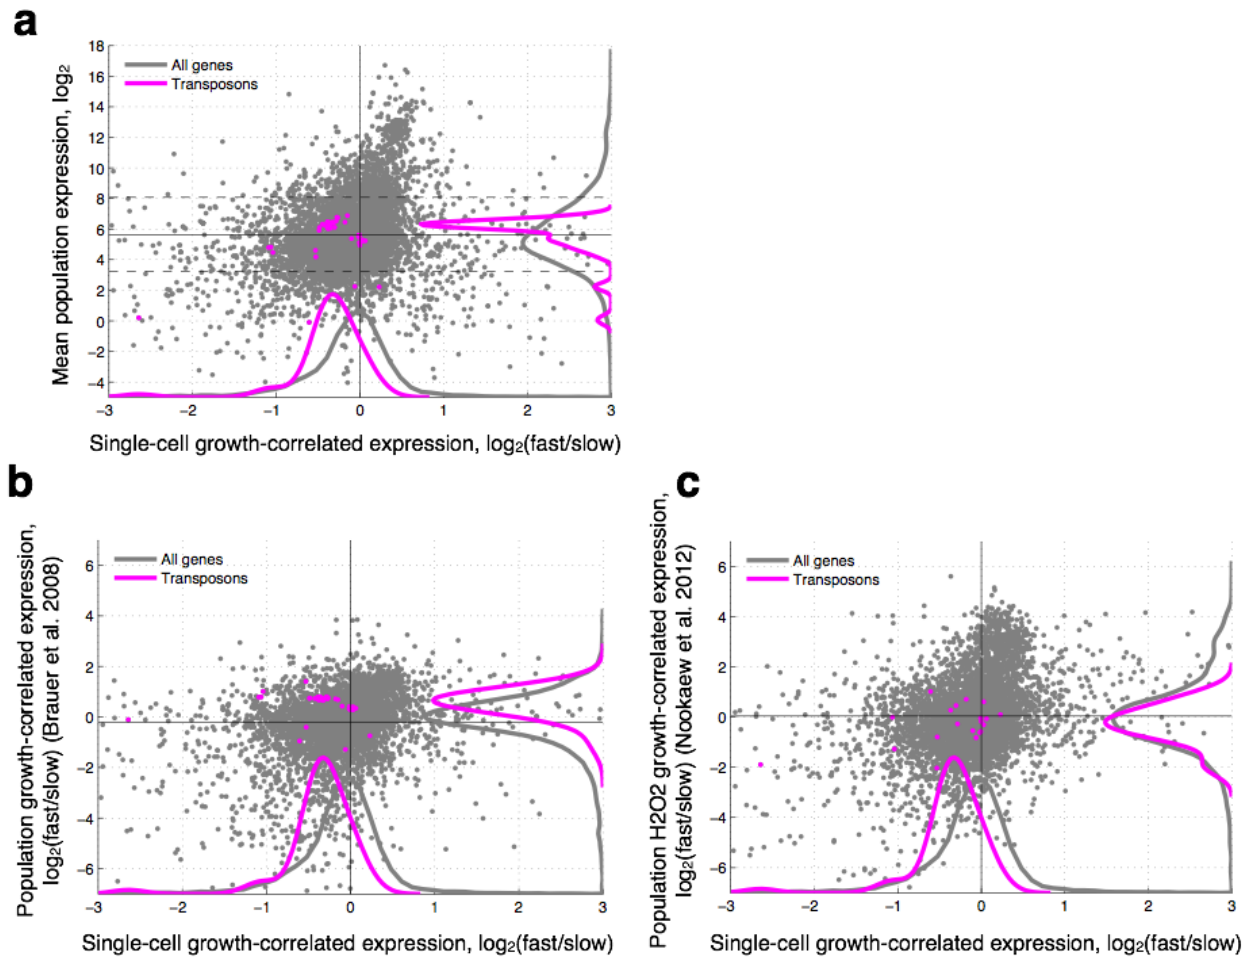 a
Mean population expression, log2
18
16
14
12
10
8
6
4
2
0
−2
−4
All genes
Transposons
−3 −2 −1 0 1 2 3
Single-cell growth-correlated expression, log2(fast/slow)
b
Population growth-correlated expression,
log2(fast/slow) (Brauer et al. 2008)
6
4
2
0
−2
−4
−6
All genes
Transposons
−3 −2 −1 0 1 2 3
Single-cell growth-correlated expression, log2(fast/slow)
c
Population H2O2 growth-correlated expression,
log2(fast/slow) (Nookaew et al. 2012)
6
4
2
0
−2
−4
−6
All genes
Transposons
−3 −2 −1 0 1 2 3
Single-cell growth-correlated expression, log2(fast/slow)